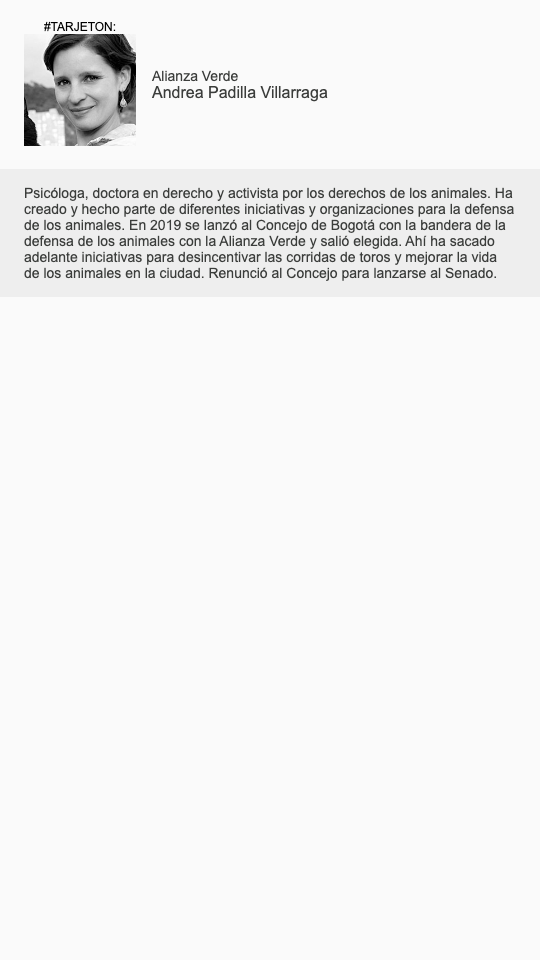 #TARJETON:
Alianza Verde
Andrea Padilla Villarraga
Psicóloga, doctora en derecho y activista por los derechos de los animales. Ha
creado y hecho parte de diferentes iniciativas y organizaciones para la defensa
de los animales. En 2019 se lanzó al Concejo de Bogotá con la bandera de la
defensa de los animales con la Alianza Verde y salió elegida. Ahí ha sacado
adelante iniciativas para desincentivar las corridas de toros y mejorar la vida
de los animales en la ciudad. Renunció al Concejo para lanzarse al Senado.